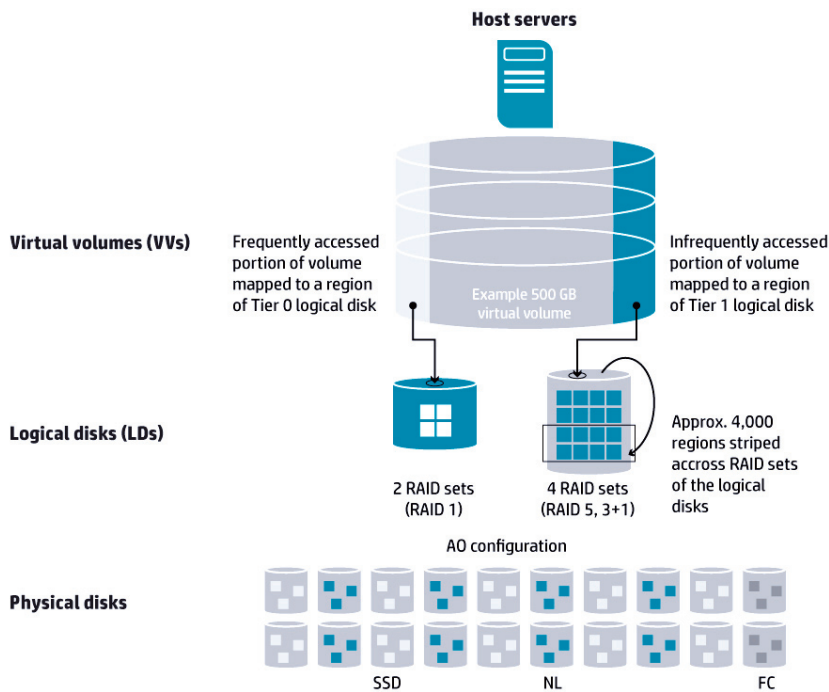 Host servers
Virtual volumes (VVs)
Frequently accessed
portion of volume
mapped to a region
of Tier 0 logical disk
Example 500 GB
virtual volume
Infrequently accessed
portion of volume
mapped to a region
of Tier 1 logical disk
Logical disks (LDs)
2 RAID sets
(RAID 1)
4 RAID sets
(RAID 5, 3+1)
Approx. 4,000
regions striped
accross RAID sets
of the logical
disks
AO configuration
Physical disks
SSD
NL
FC